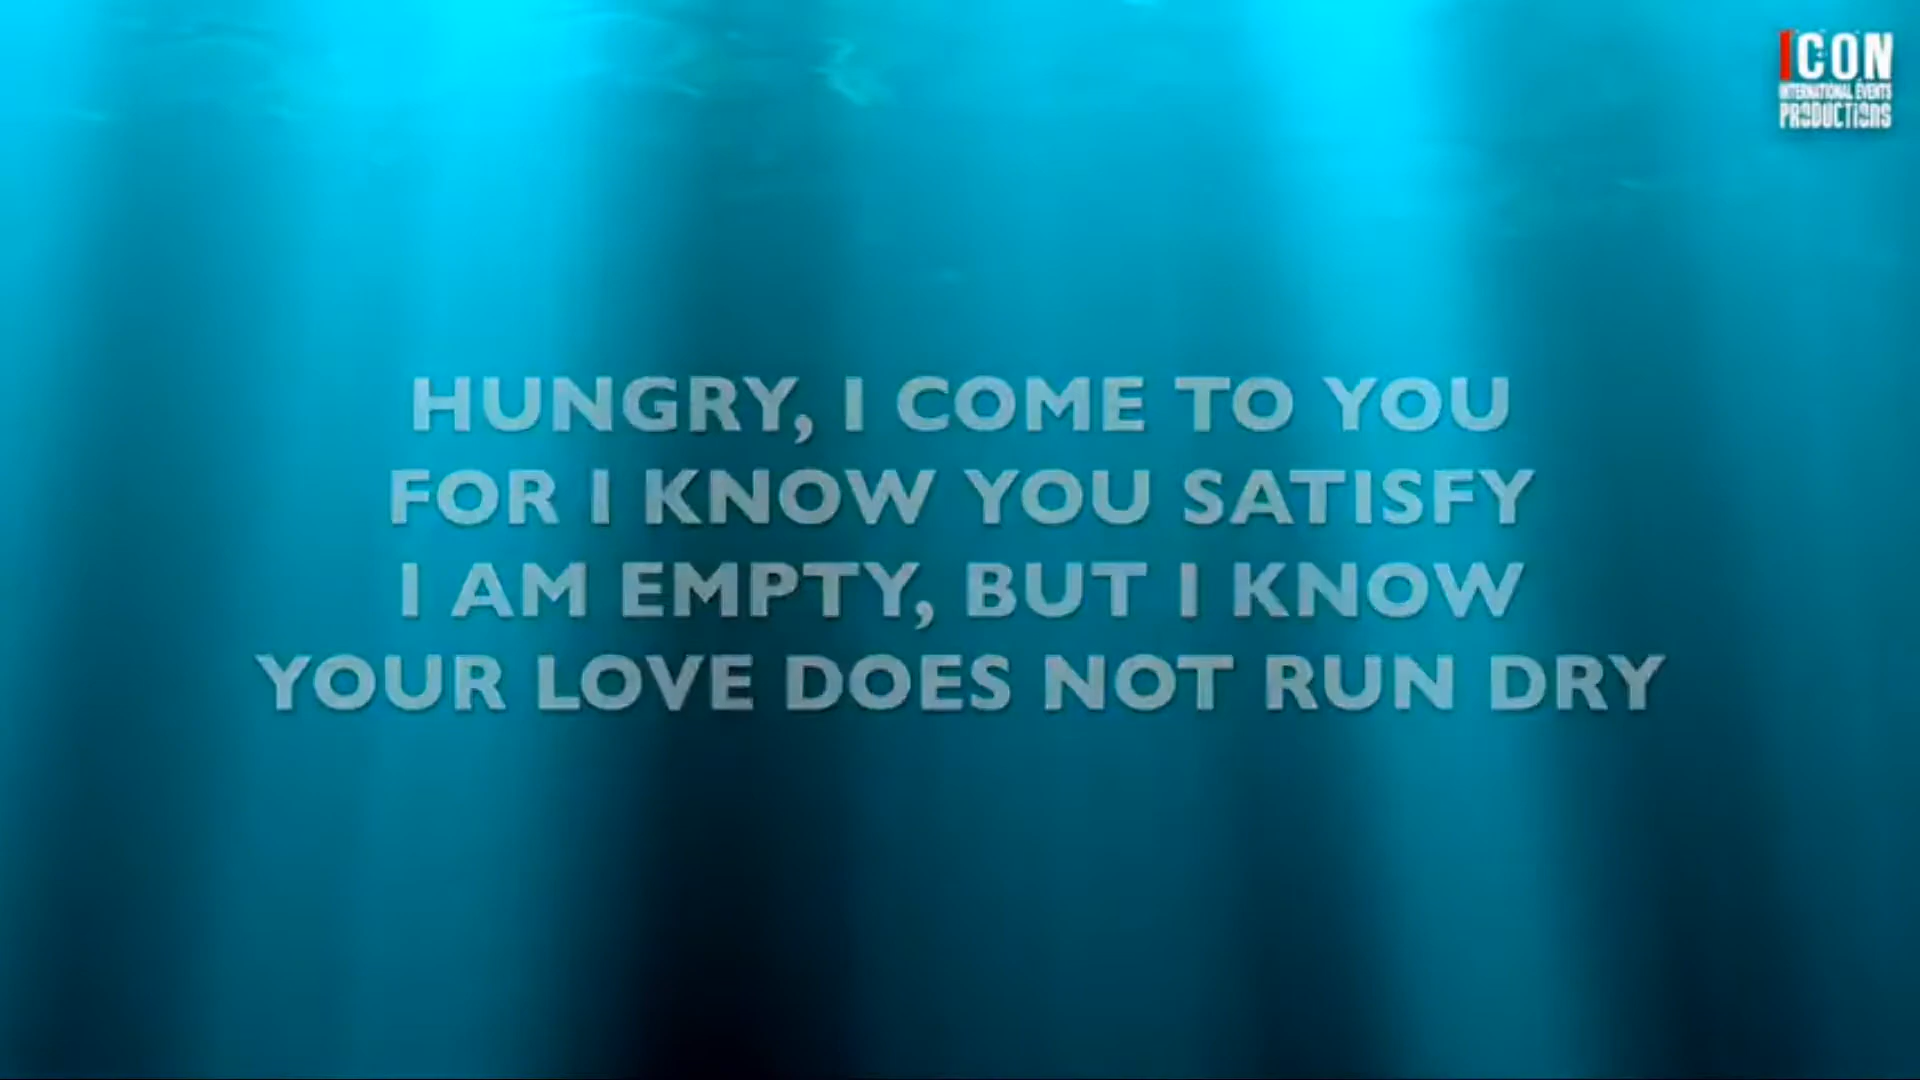 ICON
INTERNATIONAL EVENTS
PRODUCTIONS
HUNGRY, I COME TO YOU
FOR I KNOW YOU SATISFY
I AM EMPTY, BUT I KNOW
YOUR LOVE DOES NOT RUN DRY